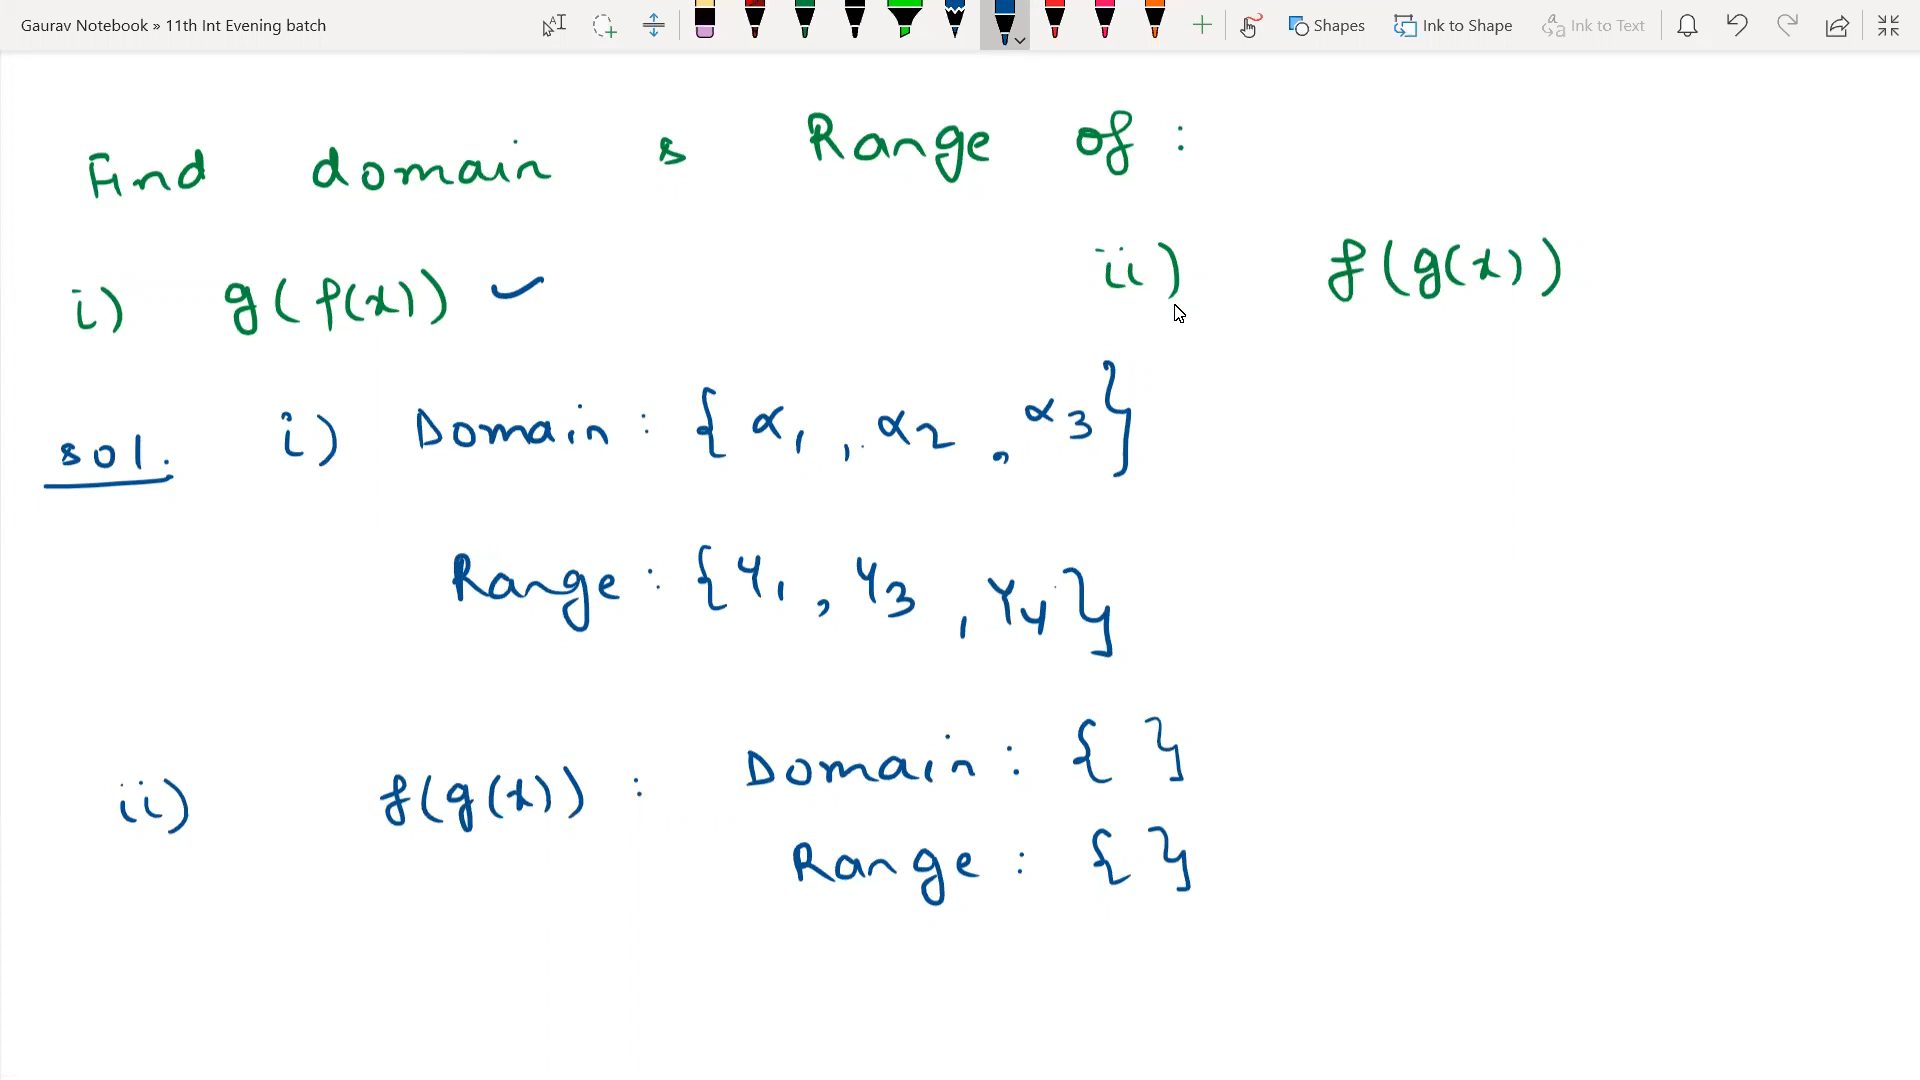 Gaurav Notebook » 11th Int Evening batch
Shapes Ink to Shape Ink to Text
Find domain & Range of :
i) g(f(x)) ✓ ii) f(g(x))
sol. i) Domain : { α1 , α2 , α3 }
Range : { Y1 , Y3 , Y4 }
ii) f(g(x)) : Domain : { }
Range : { }